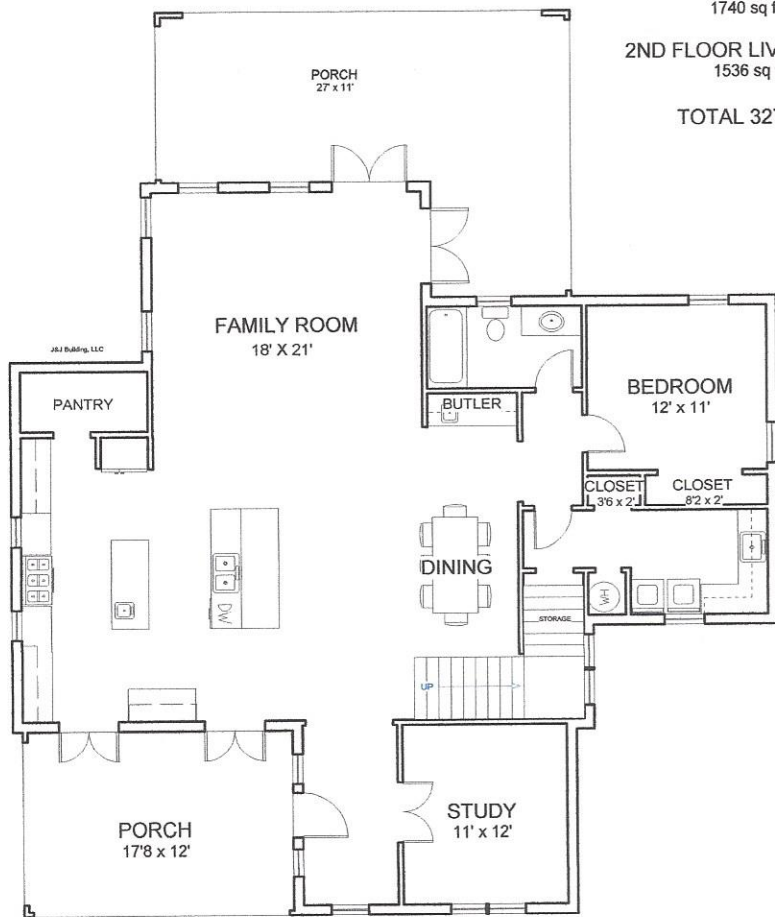 1740 sq f
2ND FLOOR LIV
1536 sq
TOTAL 327
PORCH
27' x 11'
FAMILY ROOM
18' X 21'
J&J Building, LLC
PANTRY
BUTLER
BEDROOM
12' x 11'
CLOSET
3'6 x 2'
CLOSET
8'2 x 2'
DINING
DW
WH
STORAGE
UP
PORCH
17'8 x 12'
STUDY
11' x 12'